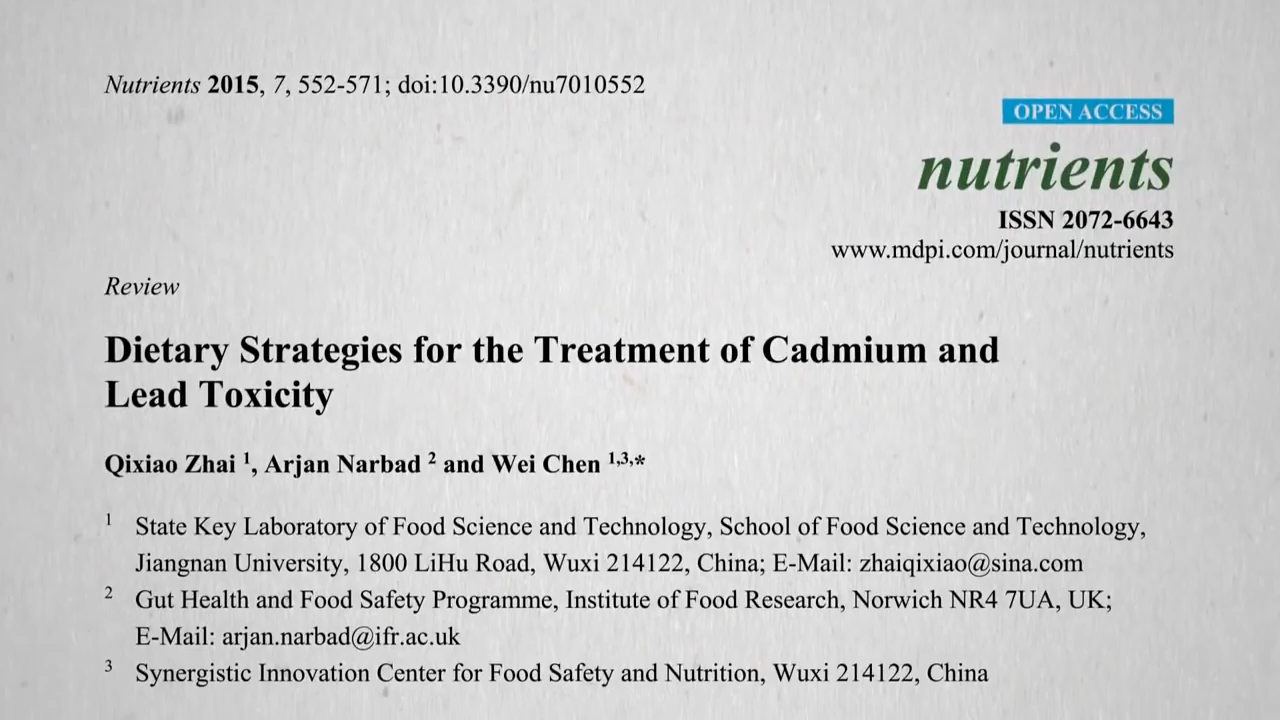 Nutrients 2015, 7, 552-571; doi:10.3390/nu7010552
OPEN ACCESS
nutrients
ISSN 2072-6643
www.mdpi.com/journal/nutrients
Review
Dietary Strategies for the Treatment of Cadmium and
Lead Toxicity
Qixiao Zhai 1, Arjan Narbad 2 and Wei Chen 1,3,*
1 State Key Laboratory of Food Science and Technology, School of Food Science and Technology,
Jiangnan University, 1800 LiHu Road, Wuxi 214122, China; E-Mail: zhaiqixiao@sina.com
2 Gut Health and Food Safety Programme, Institute of Food Research, Norwich NR4 7UA, UK;
E-Mail: arjan.narbad@ifr.ac.uk
3 Synergistic Innovation Center for Food Safety and Nutrition, Wuxi 214122, China